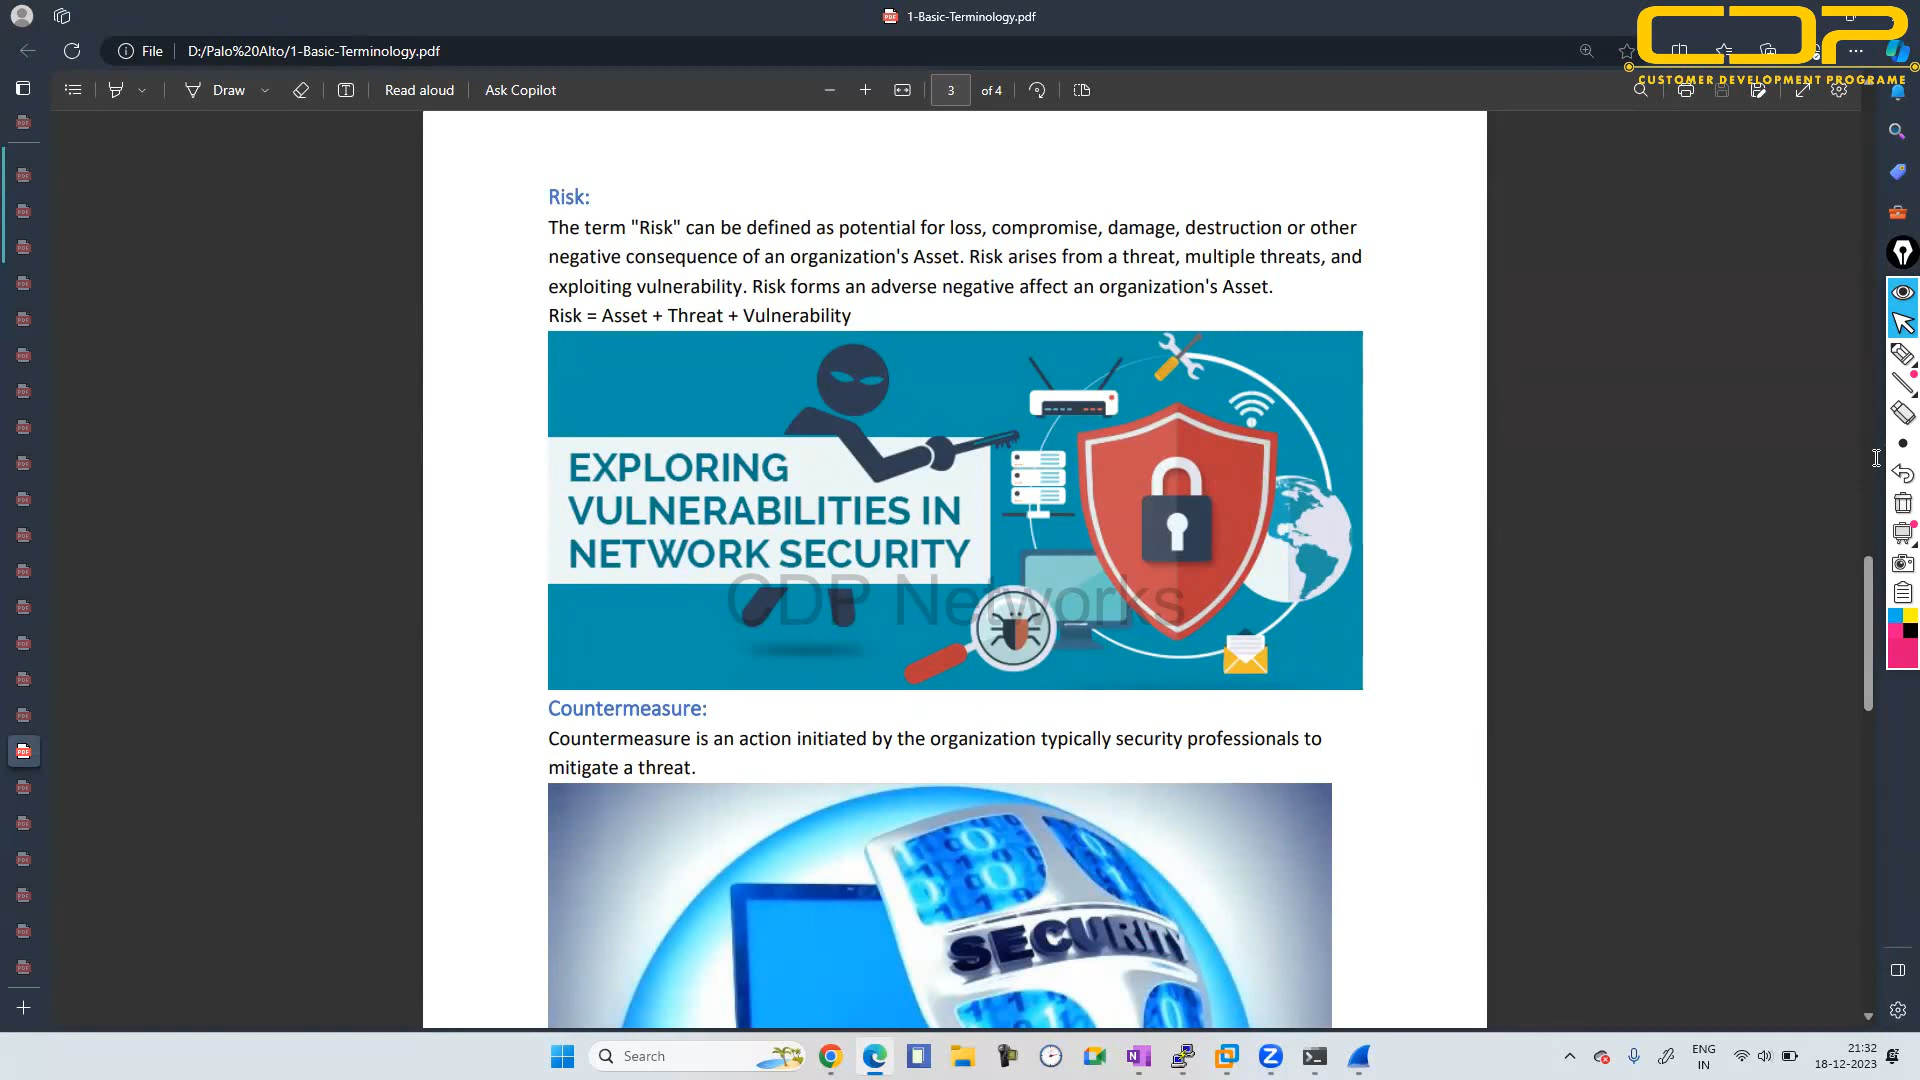 1-Basic-Terminology.pdf
CDP
CUSTOMER DEVELOPMENT PROGRAME
File D:/Palo%20Alto/1-Basic-Terminology.pdf
Draw Read aloud Ask Copilot 3 of 4
Risk:
The term "Risk" can be defined as potential for loss, compromise, damage, destruction or other
negative consequence of an organization's Asset. Risk arises from a threat, multiple threats, and
exploiting vulnerability. Risk forms an adverse negative affect an organization's Asset.
Risk = Asset + Threat + Vulnerability
EXPLORING
VULNERABILITIES IN
NETWORK SECURITY
CDP Networks
Countermeasure:
Countermeasure is an action initiated by the organization typically security professionals to
mitigate a threat.
SECURITY
Search
ENG
IN
21:32
18-12-2023